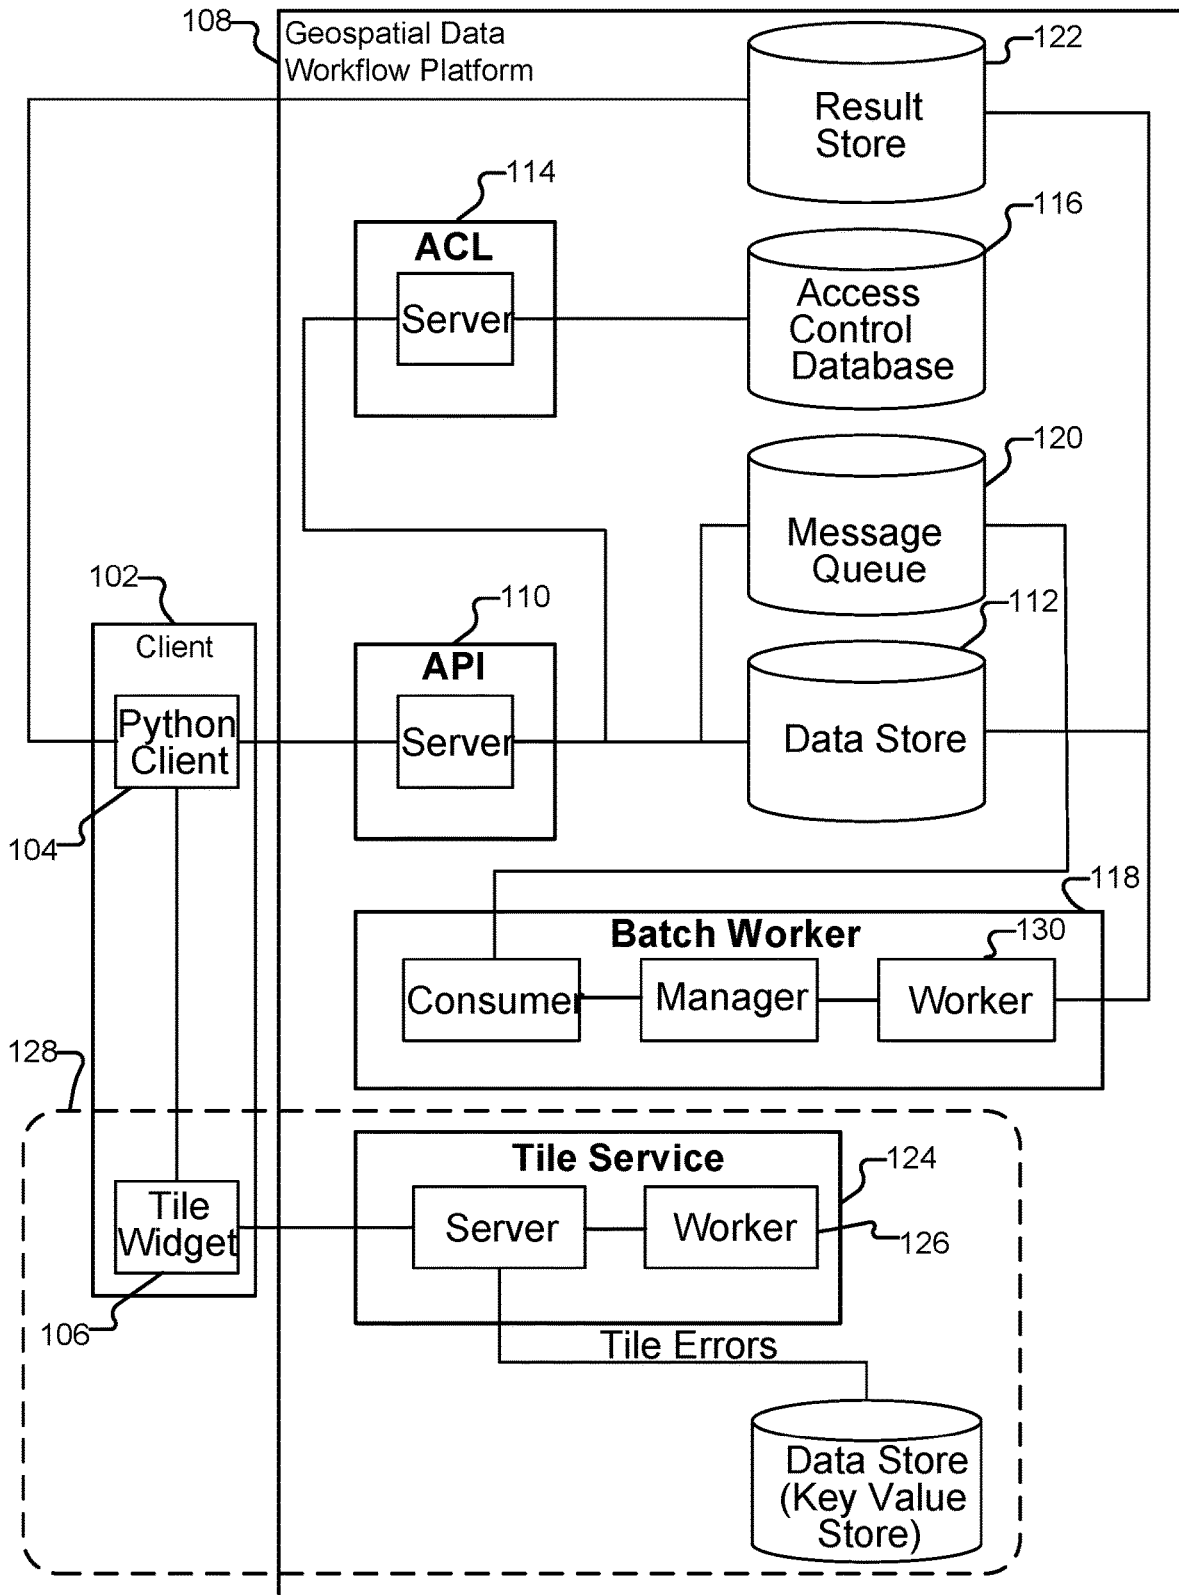 108
Geospatial Data
Workflow Platform
122
Result
Store
114
ACL
Server
116
Access
Control
Database
120
Message
Queue
102
Client
110
API
112
Python
Client
Server
Data Store
104
118
Batch Worker
130
Consumer
Manager
Worker
128
Tile Service
124
Tile
Widget
Server
Worker
126
106
Tile Errors
Data Store
(Key Value
Store)